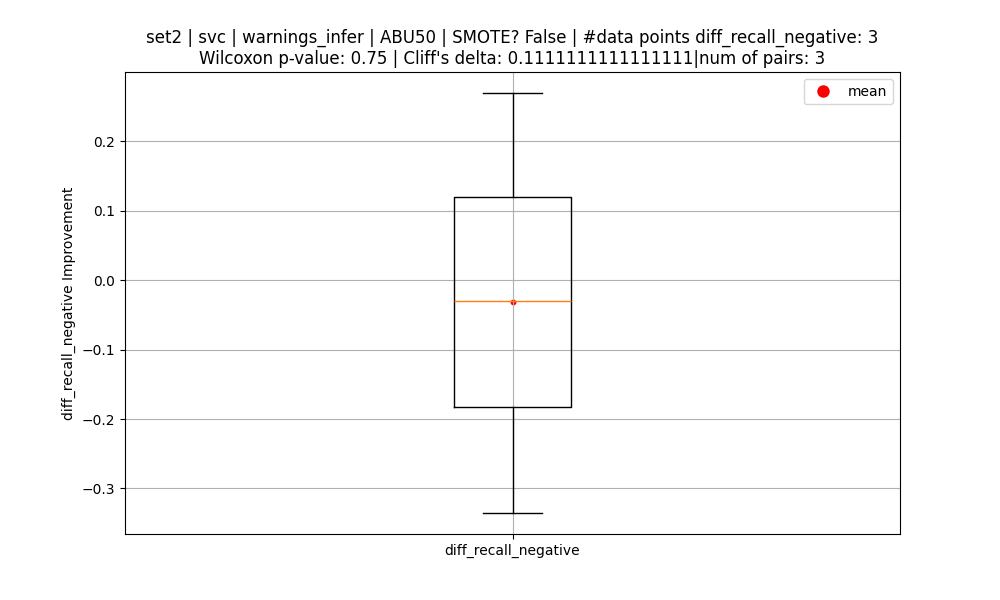 set2 | svc | warnings_infer | ABU50 | SMOTE? False | #data points diff_recall_negative: 3
Wilcoxon p-value: 0.75 | Cliff's delta: 0.1111111111111111|num of pairs: 3
mean
0.2
0.1
0.0
−0.1
−0.2
−0.3
diff_recall_negative Improvement
diff_recall_negative